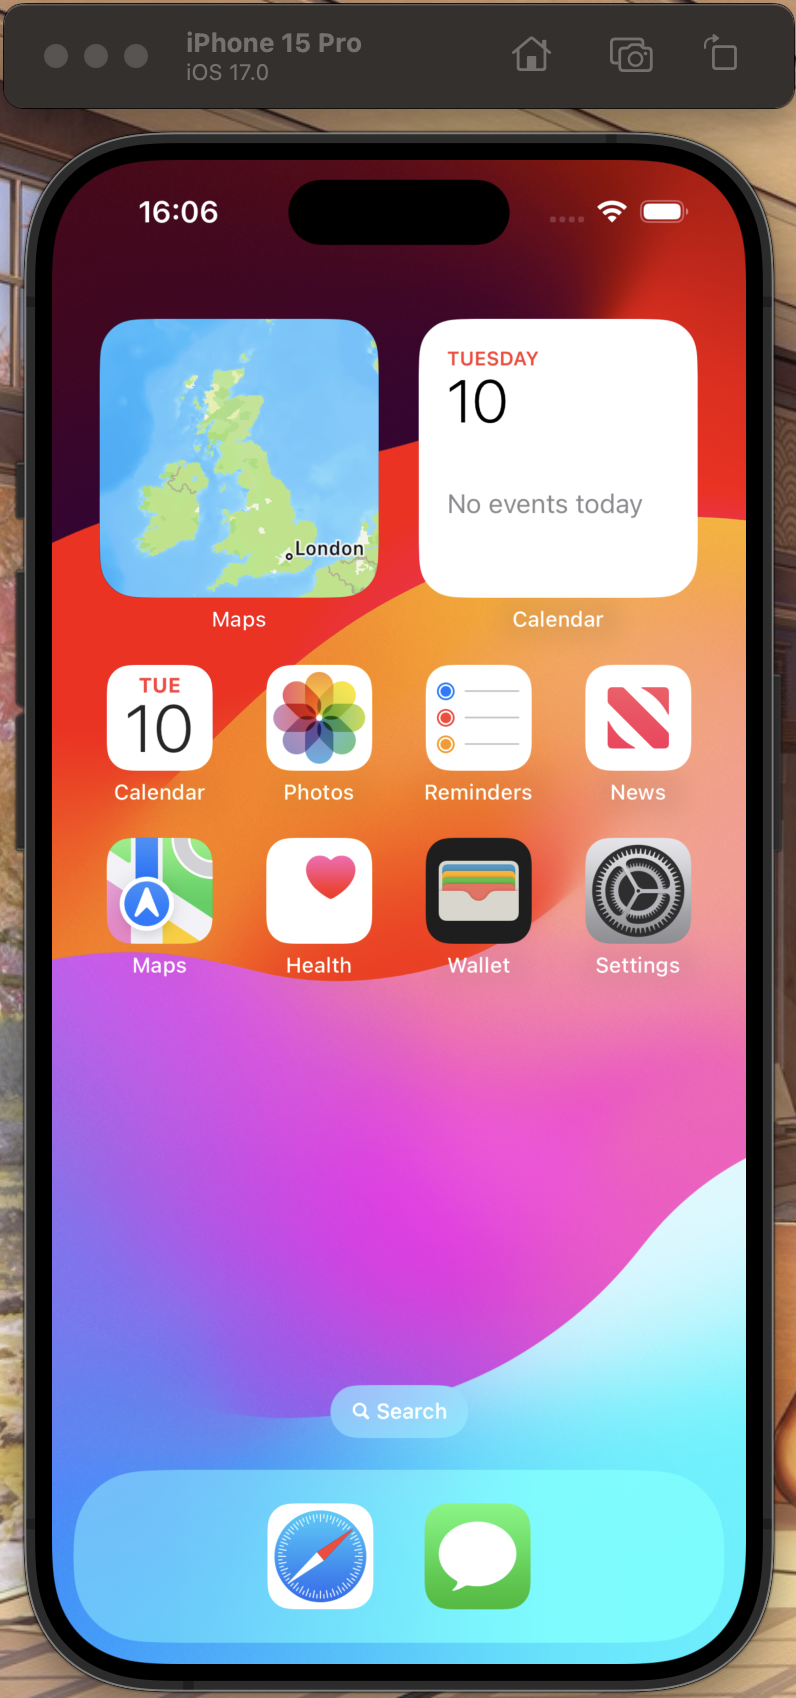 iPhone 15 Pro
iOS 17.0
16:06
London
Maps
TUESDAY
10
No events today
Calendar
TUE
10
Calendar
Photos
Reminders
News
Maps
Health
Wallet
Settings
Search